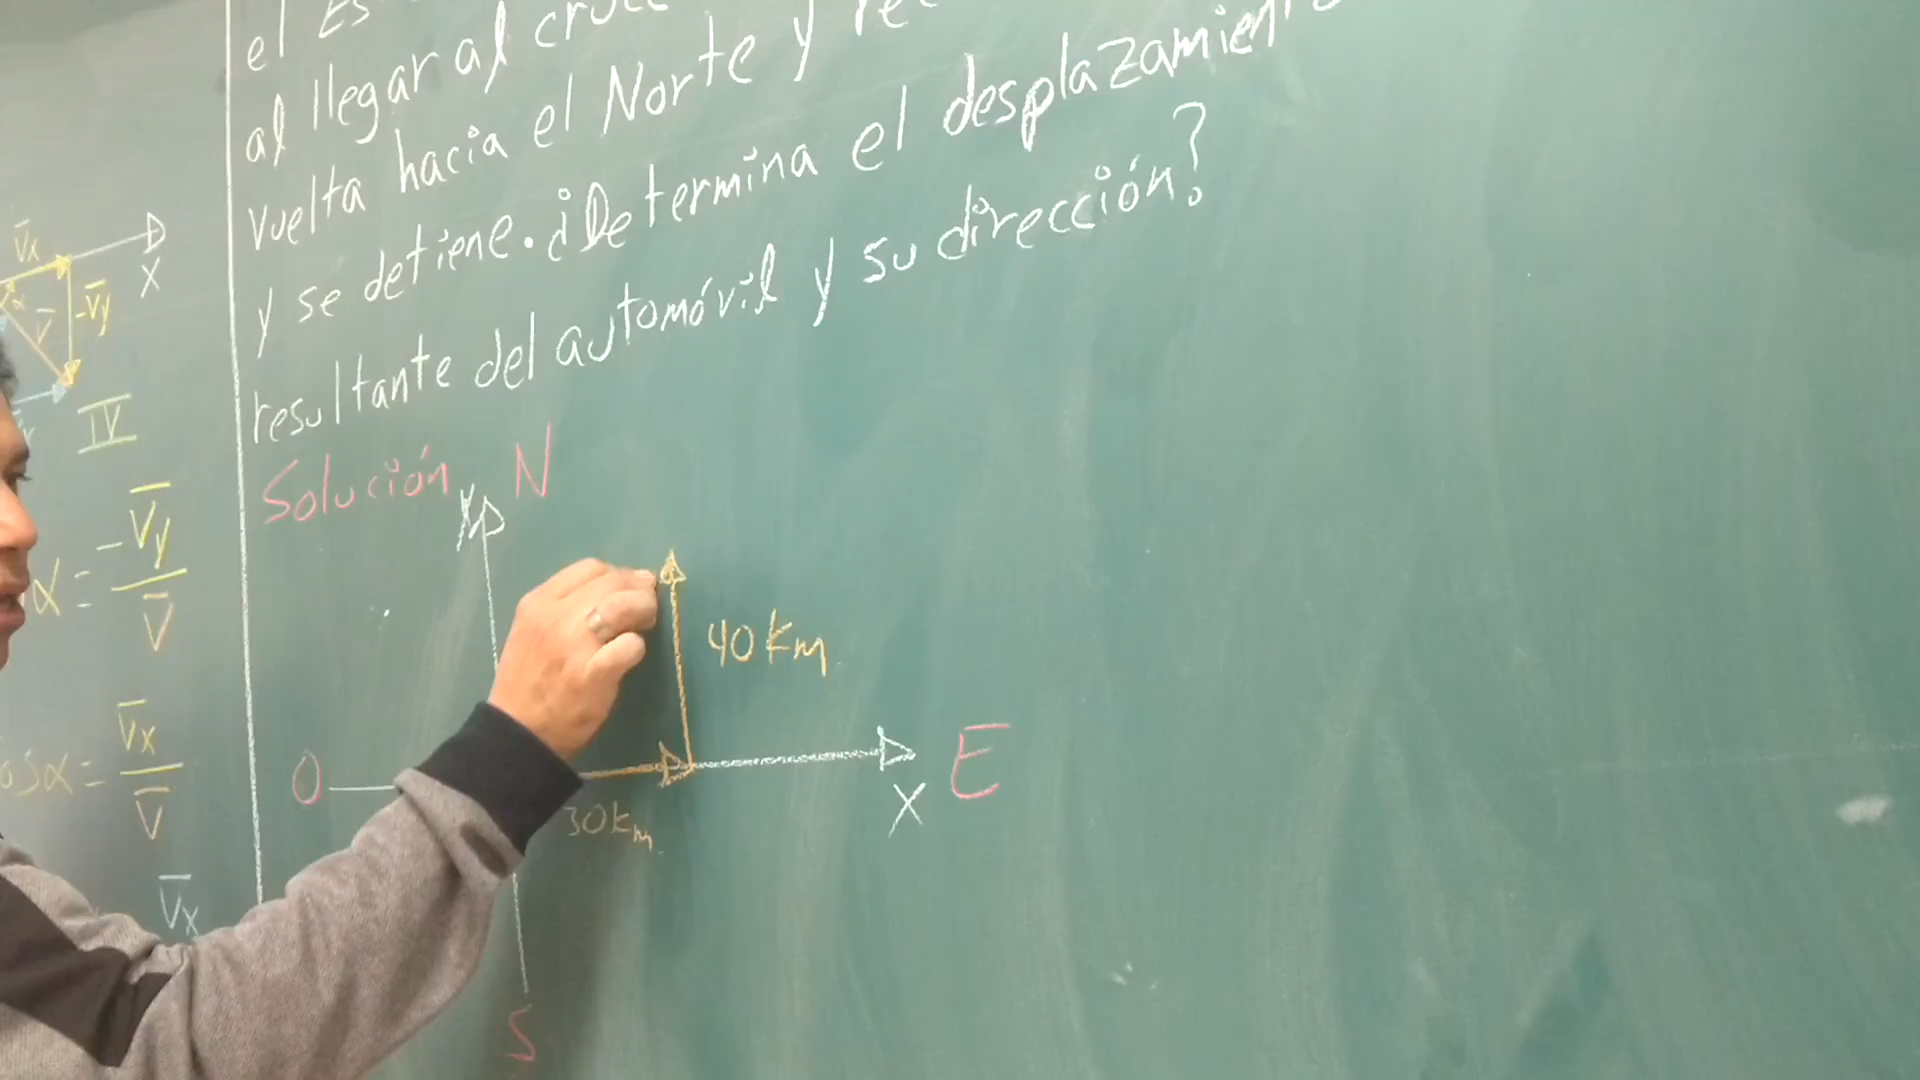 el Es
al llegar al cruce
vuelta hacia el Norte y re
y se detiene. ¿Determina el desplazamiento
resultante del automóvil y su dirección?
Solución
N
40 Km
O
E
X
30 Km
S
Vx
X
-Vy
V
IV
α = -Vy / V
cosα = Vx / V
Vx